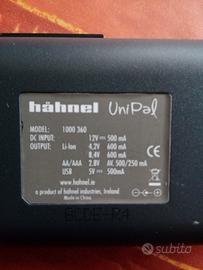 hähnel UniPal
MODEL: 1000 360
DC INPUT: 12V 500 mA
OUTPUT: Li-Ion 4,2V 600 mA
8,4V 600 mA
AA/AAA 2.8V AV, 500/250 mA
USB 5V 500mA
www.hahnel.ie
a product of hahnel industries, Ireland
Made in China
subito